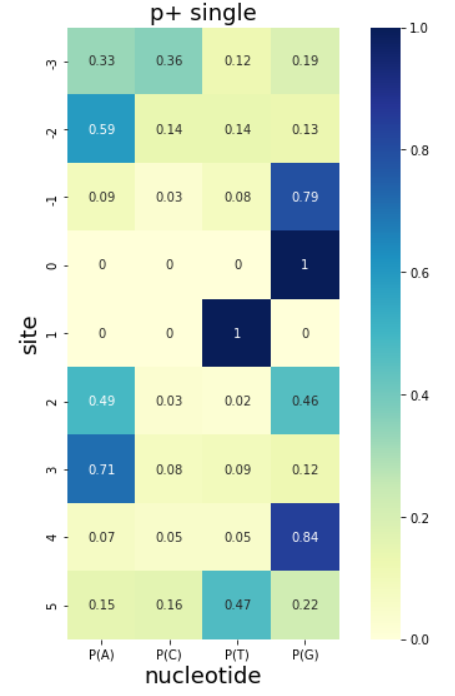 p+ single
-3 0.33 0.36 0.12 0.19
-2 0.59 0.14 0.14 0.13
-1 0.09 0.03 0.08 0.79
0 0 0 0 1
1 0 0 1 0
2 0.49 0.03 0.02 0.46
3 0.71 0.08 0.09 0.12
4 0.07 0.05 0.05 0.84
5 0.15 0.16 0.47 0.22
site
P(A) P(C) P(T) P(G)
nucleotide
1.0
0.8
0.6
0.4
0.2
0.0